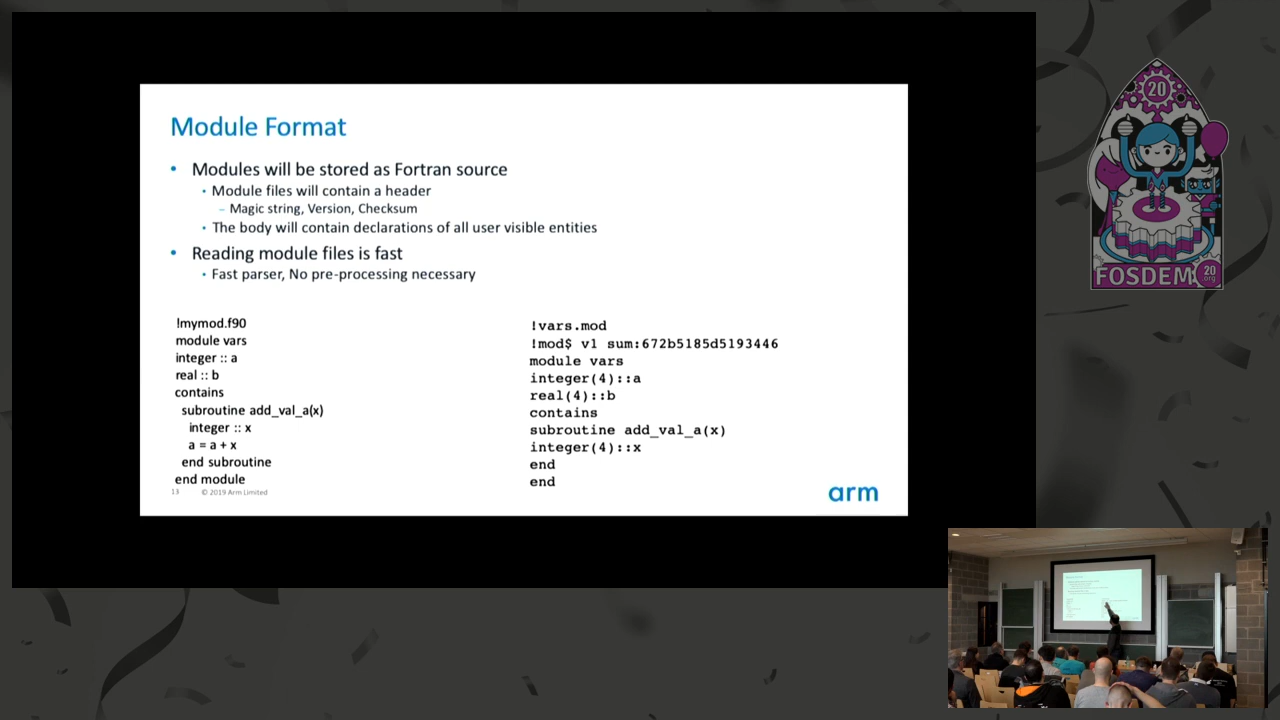 Module Format
• Modules will be stored as Fortran source
• Module files will contain a header
– Magic string, Version, Checksum
• The body will contain declarations of all user visible entities
• Reading module files is fast
• Fast parser, No pre-processing necessary
!mymod.f90
module vars
integer :: a
real :: b
contains
subroutine add_val_a(x)
integer :: x
a = a + x
end subroutine
end module
!vars.mod
!mod$ v1 sum:672b5185d5193446
module vars
integer(4)::a
real(4)::b
contains
subroutine add_val_a(x)
integer(4)::x
end
end
13 © 2019 Arm Limited
arm
20
FOSDEM
20
.org